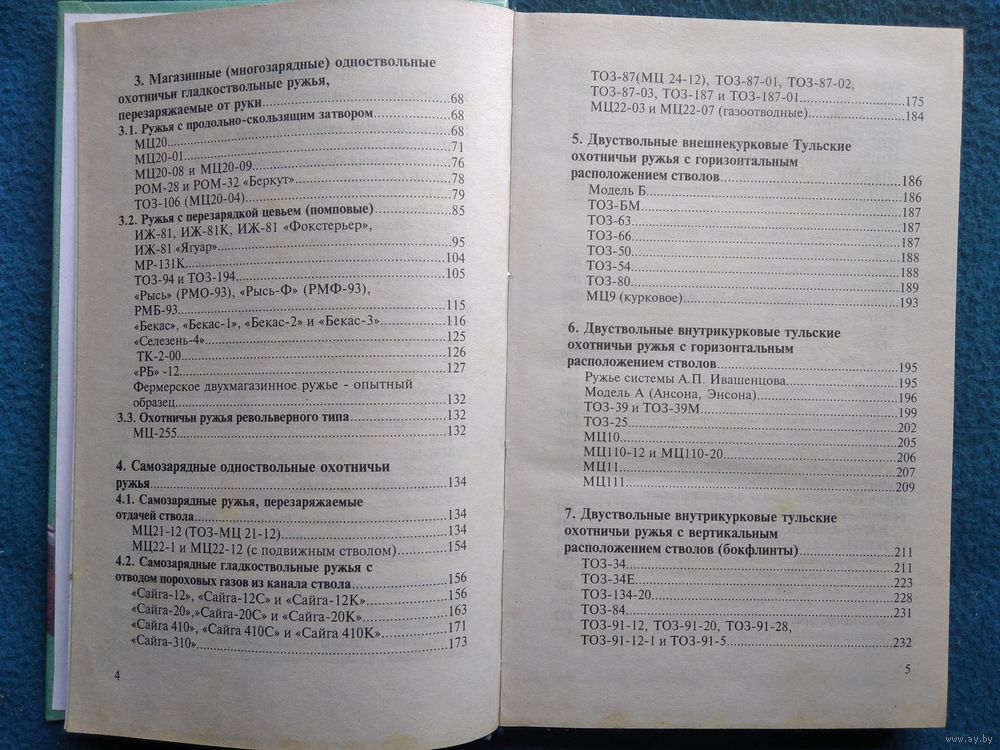 3. Магазинные (многозарядные) одноствольные
охотничьи гладкоствольные ружья,
перезаряжаемые от руки........68
3.1. Ружья с продольно-скользящим затвором........68
МЦ20........68
МЦ20-01........71
МЦ20-08 и МЦ20-09........76
РОМ-28 и РОМ-32 «Беркут»........78
ТОЗ-106 (МЦ20-04)........79
3.2. Ружья с перезарядкой цевьем (помповые)........85
ИЖ-81, ИЖ-81К, ИЖ-81 «Фокстерьер»,
ИЖ-81 «Ягуар»........95
МР-131К........104
ТОЗ-94 и ТОЗ-194........105
«Рысь» (РМО-93), «Рысь-Ф» (РМФ-93),
РМБ-93........115
«Бекас», «Бекас-1», «Бекас-2» и «Бекас-3»........116
«Селезень-4»........125
ТК-2-00........126
«РБ» -12........127
Фермерское двухмагазинное ружье - опытный
образец........132
3.3. Охотничьи ружья револьверного типа........132
МЦ-255........132
4. Самозарядные одноствольные охотничьи
ружья........134
4.1. Самозарядные ружья, перезаряжаемые
отдачей ствола........134
МЦ21-12 (ТОЗ-МЦ 21-12)........134
МЦ22-1 и МЦ22-12 (с подвижным стволом)........154
4.2. Самозарядные гладкоствольные ружья с
отводом пороховых газов из канала ствола........156
«Сайга-12», «Сайга-12С» и «Сайга-12К»........156
«Сайга-20»,»Сайга-20С» и «Сайга-20К»........163
«Сайга 410», «Сайга 410С» и «Сайга 410К»........171
«Сайга-310»........173
4
ТОЗ-87(МЦ 24-12), ТОЗ-87-01, ТОЗ-87-02,
ТОЗ-87-03, ТОЗ-187 и ТОЗ-187-01........175
МЦ22-03 и МЦ22-07 (газоотводные)........184
5. Двуствольные внешнекурковые Тульские
охотничьи ружья с горизонтальным
расположением стволов........186
Модель Б........186
ТОЗ-БМ........187
ТОЗ-63........187
ТОЗ-66........187
ТОЗ-50........188
ТОЗ-54........188
ТОЗ-80........189
МЦ9 (курковое)........193
6. Двуствольные внутрикурковые тульские
охотничьи ружья с горизонтальным
расположением стволов........195
Ружье системы А.П. Ивашенцова........195
Модель А (Ансона, Энсона)........196
ТОЗ-39 и ТОЗ-39М........199
ТОЗ-25........202
МЦ10........205
МЦ110-12 и МЦ110-20........206
МЦ11........207
МЦ111........209
7. Двуствольные внутрикурковые тульские
охотничьи ружья с вертикальным
расположением стволов (бокфлинты)........211
ТОЗ-34........211
ТОЗ-34Е........223
ТОЗ-134-20........228
ТОЗ-84........231
ТОЗ-91-12, ТОЗ-91-20, ТОЗ-91-28,
ТОЗ-91-12-1 и ТОЗ-91-5........232
5
www.ay.by